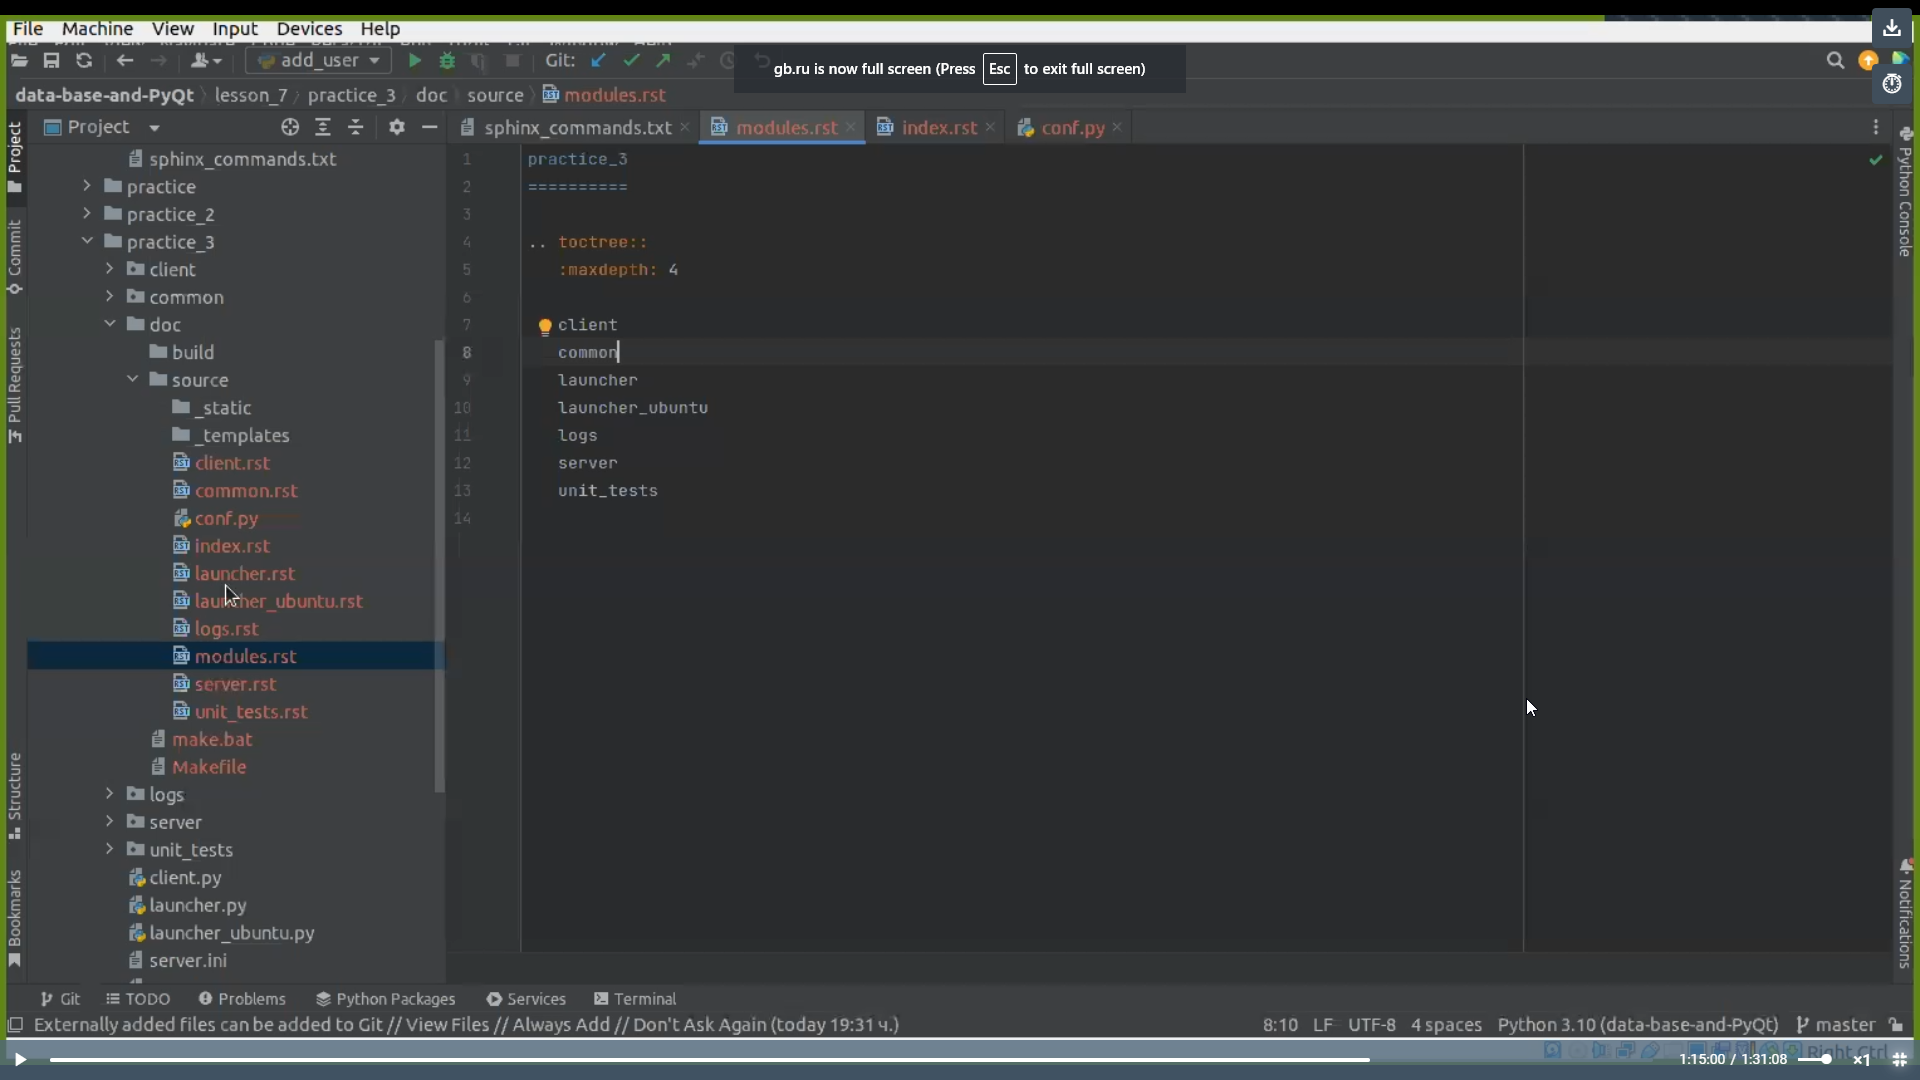 File Machine View Input Devices Help
add_user Git:
gb.ru is now full screen (Press Esc to exit full screen)
data-base-and-PyQt lesson_7 practice_3 doc source modules.rst
Project
sphinx_commands.txt modules.rst index.rst conf.py
Project
Commit
Pull Requests
Structure
Bookmarks
sphinx_commands.txt
practice
practice_2
practice_3
client
common
doc
build
source
_static
_templates
client.rst
common.rst
conf.py
index.rst
launcher.rst
launcher_ubuntu.rst
logs.rst
modules.rst
server.rst
unit_tests.rst
make.bat
Makefile
logs
server
unit_tests
client.py
launcher.py
launcher_ubuntu.py
server.ini
1 practice_3
2 ==========
3
4 .. toctree::
5 :maxdepth: 4
6
7 client
8 common
9 launcher
10 launcher_ubuntu
11 logs
12 server
13 unit_tests
14
Python Console
Notifications
Git TODO Problems Python Packages Services Terminal
Externally added files can be added to Git // View Files // Always Add // Don't Ask Again (today 19:31 ч.) 8:10 LF UTF-8 4 spaces Python 3.10 (data-base-and-PyQt) master
Right Ctrl
1:15:00 / 1:31:08 ×1